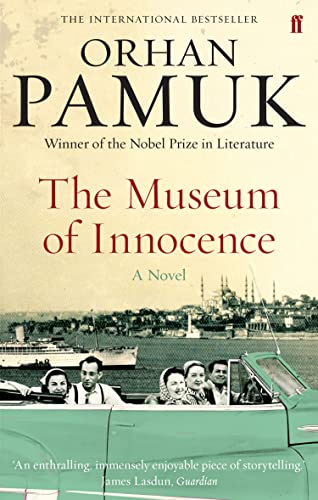 THE INTERNATIONAL BESTSELLER
ff
ORHAN
PAMUK
Winner of the Nobel Prize in Literature
The Museum
of Innocence
A Novel
‘An enthralling, immensely enjoyable piece of storytelling.’
James Lasdun, Guardian